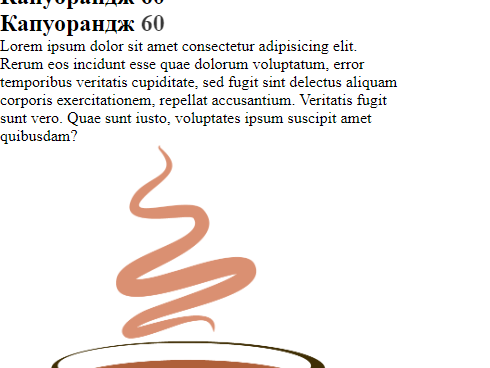 Капуорандж 60
Капуорандж 60
Lorem ipsum dolor sit amet consectetur adipisicing elit.
Rerum eos incidunt esse quae dolorum voluptatum, error
temporibus veritatis cupiditate, sed fugit sint delectus aliquam
corporis exercitationem, repellat accusantium. Veritatis fugit
sunt vero. Quae sunt iusto, voluptates ipsum suscipit amet
quibusdam?